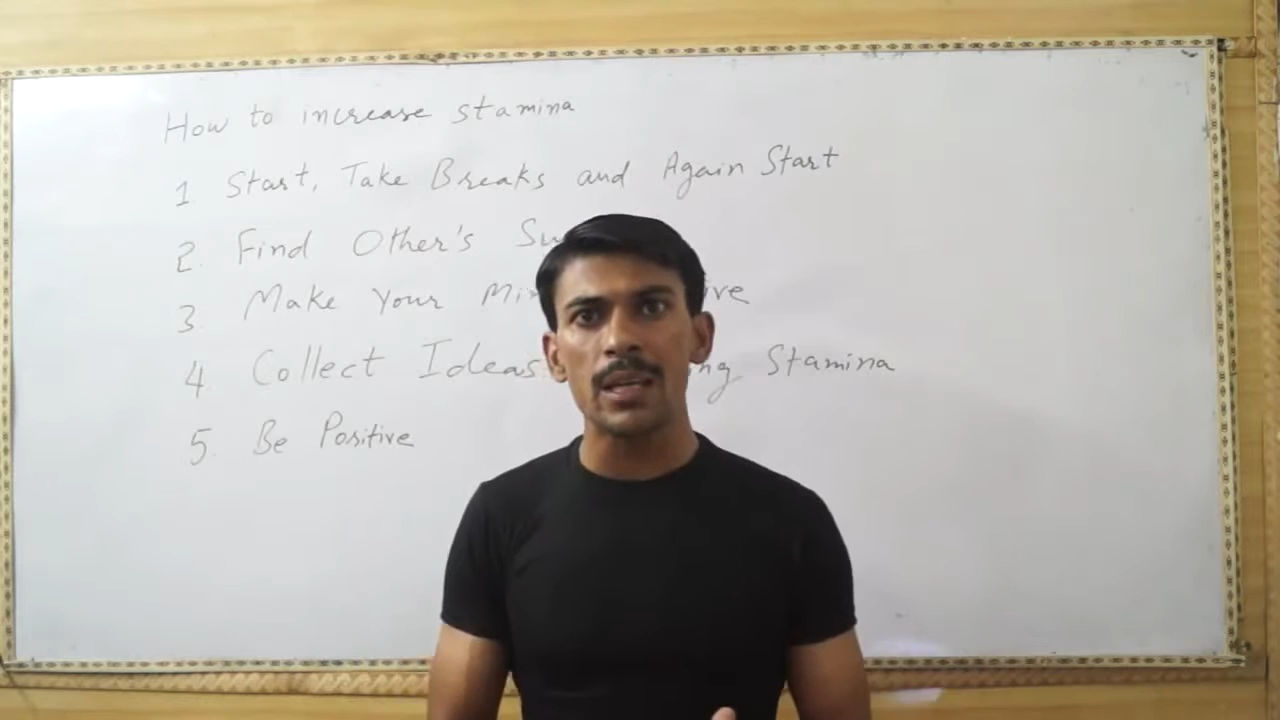 How to increase stamina
1 Start, Take Breaks and Again Start
2. Find Other's
3 Make Your
4 Collect Ideas Stamina
5. Be Positive